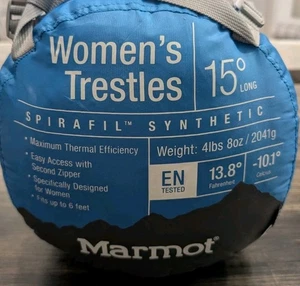 Women's
Trestles
15° LONG
SPIRAFIL™ SYNTHETIC
• Maximum Thermal Efficiency
• Easy Access with
Second Zipper
• Specifically Designed
for Women
• Fits up to 6 feet
Weight: 4lbs 8oz / 2041g
EN
TESTED
13.8°
Fahrenheit
-10.1°
Celsius
Marmot